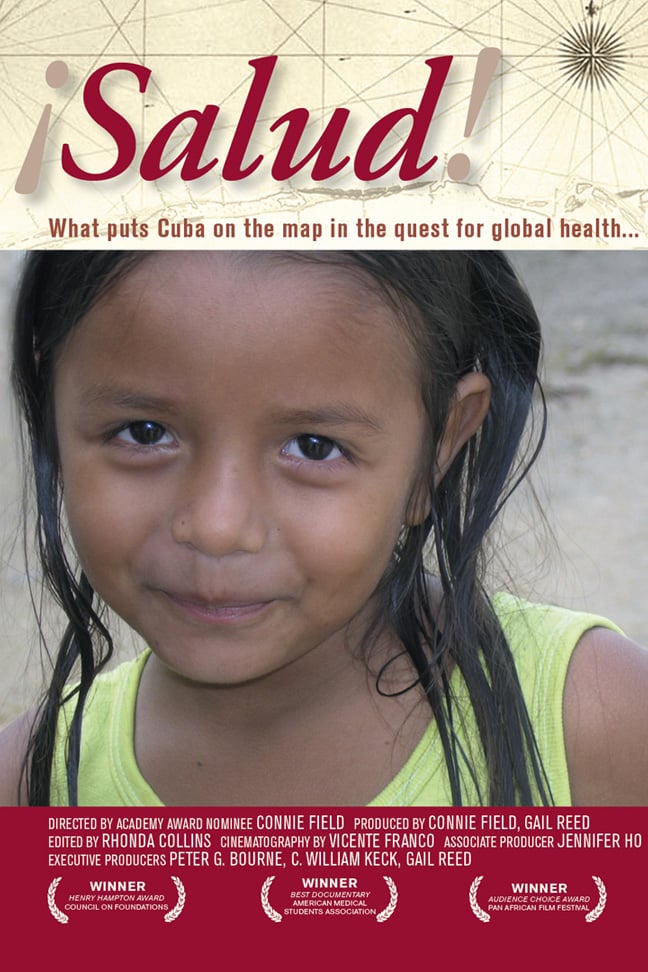 ¡Salud!
What puts Cuba on the map in the quest for global health...
DIRECTED BY ACADEMY AWARD NOMINEE CONNIE FIELD PRODUCED BY CONNIE FIELD, GAIL REED
EDITED BY RHONDA COLLINS CINEMATOGRAPHY BY VICENTE FRANCO ASSOCIATE PRODUCER JENNIFER HO
EXECUTIVE PRODUCERS PETER G. BOURNE, C. WILLIAM KECK, GAIL REED
WINNER
HENRY HAMPTON AWARD
COUNCIL ON FOUNDATIONS
WINNER
BEST DOCUMENTARY
AMERICAN MEDICAL
STUDENTS ASSOCIATION
WINNER
AUDIENCE CHOICE AWARD
PAN AFRICAN FILM FESTIVAL